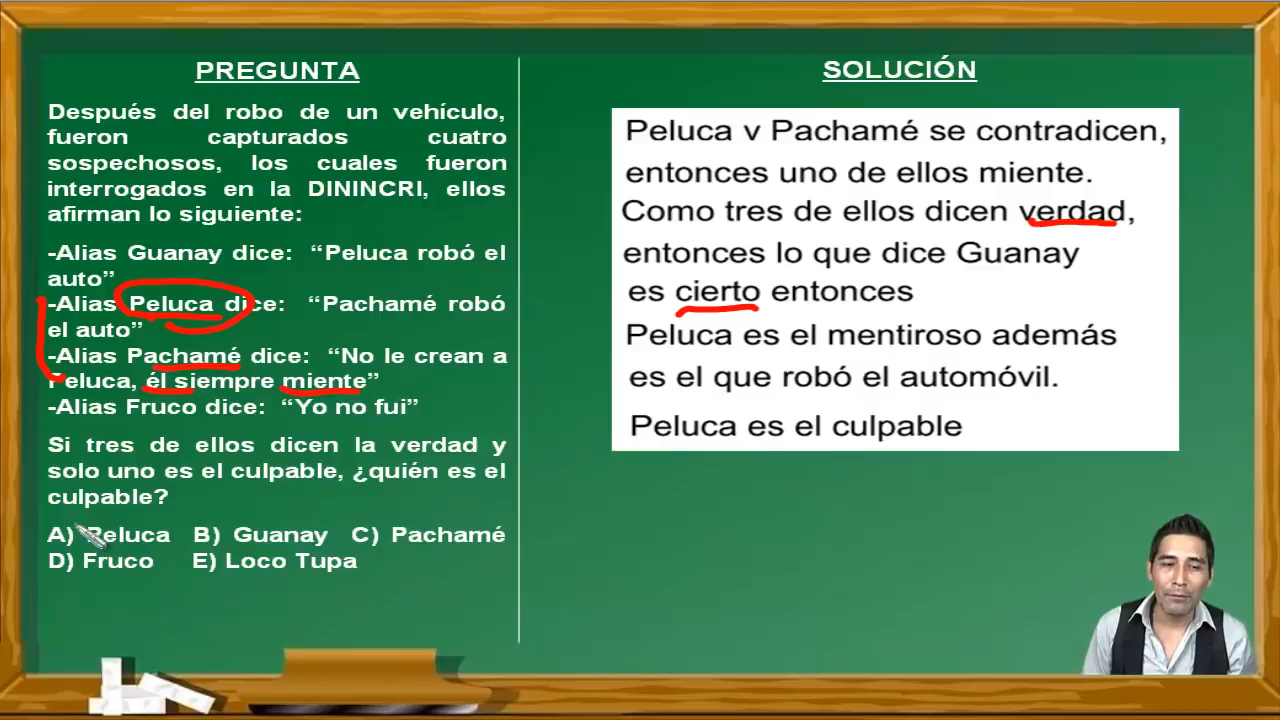 PREGUNTA
Después del robo de un vehículo,
fueron capturados cuatro
sospechosos, los cuales fueron
interrogados en la DININCRI, ellos
afirman lo siguiente:
-Alias Guanay dice: “Peluca robó el
auto”
-Alias Peluca dice: “Pachamé robó
el auto”
-Alias Pachamé dice: “No le crean a
Peluca, él siempre miente”
-Alias Fruco dice: “Yo no fui”
Si tres de ellos dicen la verdad y
solo uno es el culpable, ¿quién es el
culpable?
A) Peluca B) Guanay C) Pachamé
D) Fruco E) Loco Tupa
SOLUCIÓN
Peluca v Pachamé se contradicen,
entonces uno de ellos miente.
Como tres de ellos dicen verdad,
entonces lo que dice Guanay
es cierto entonces
Peluca es el mentiroso además
es el que robó el automóvil.
Peluca es el culpable